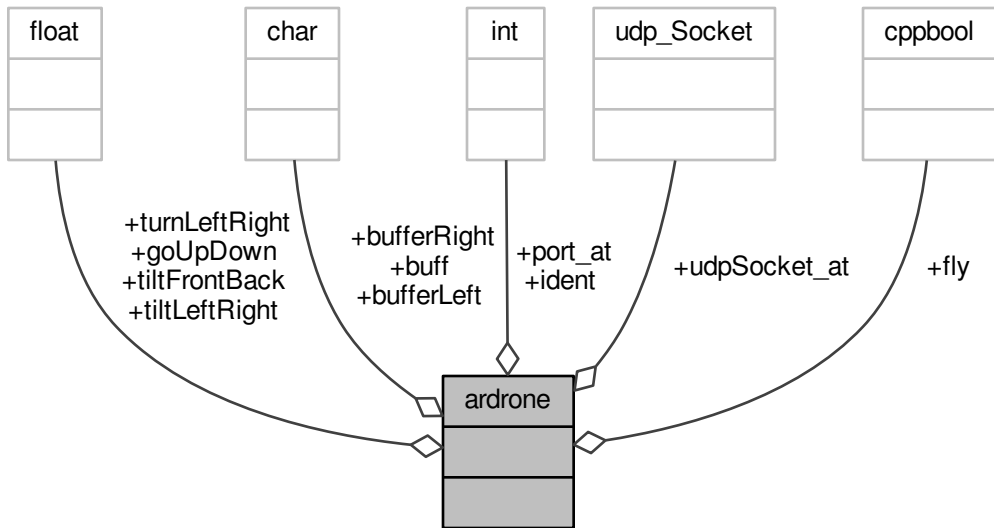 float
char
int
udp_Socket
cppbool
+turnLeftRight
+goUpDown
+tiltFrontBack
+tiltLeftRight
+bufferRight
+buff
+bufferLeft
+port_at
+ident
+udpSocket_at
+fly
ardrone